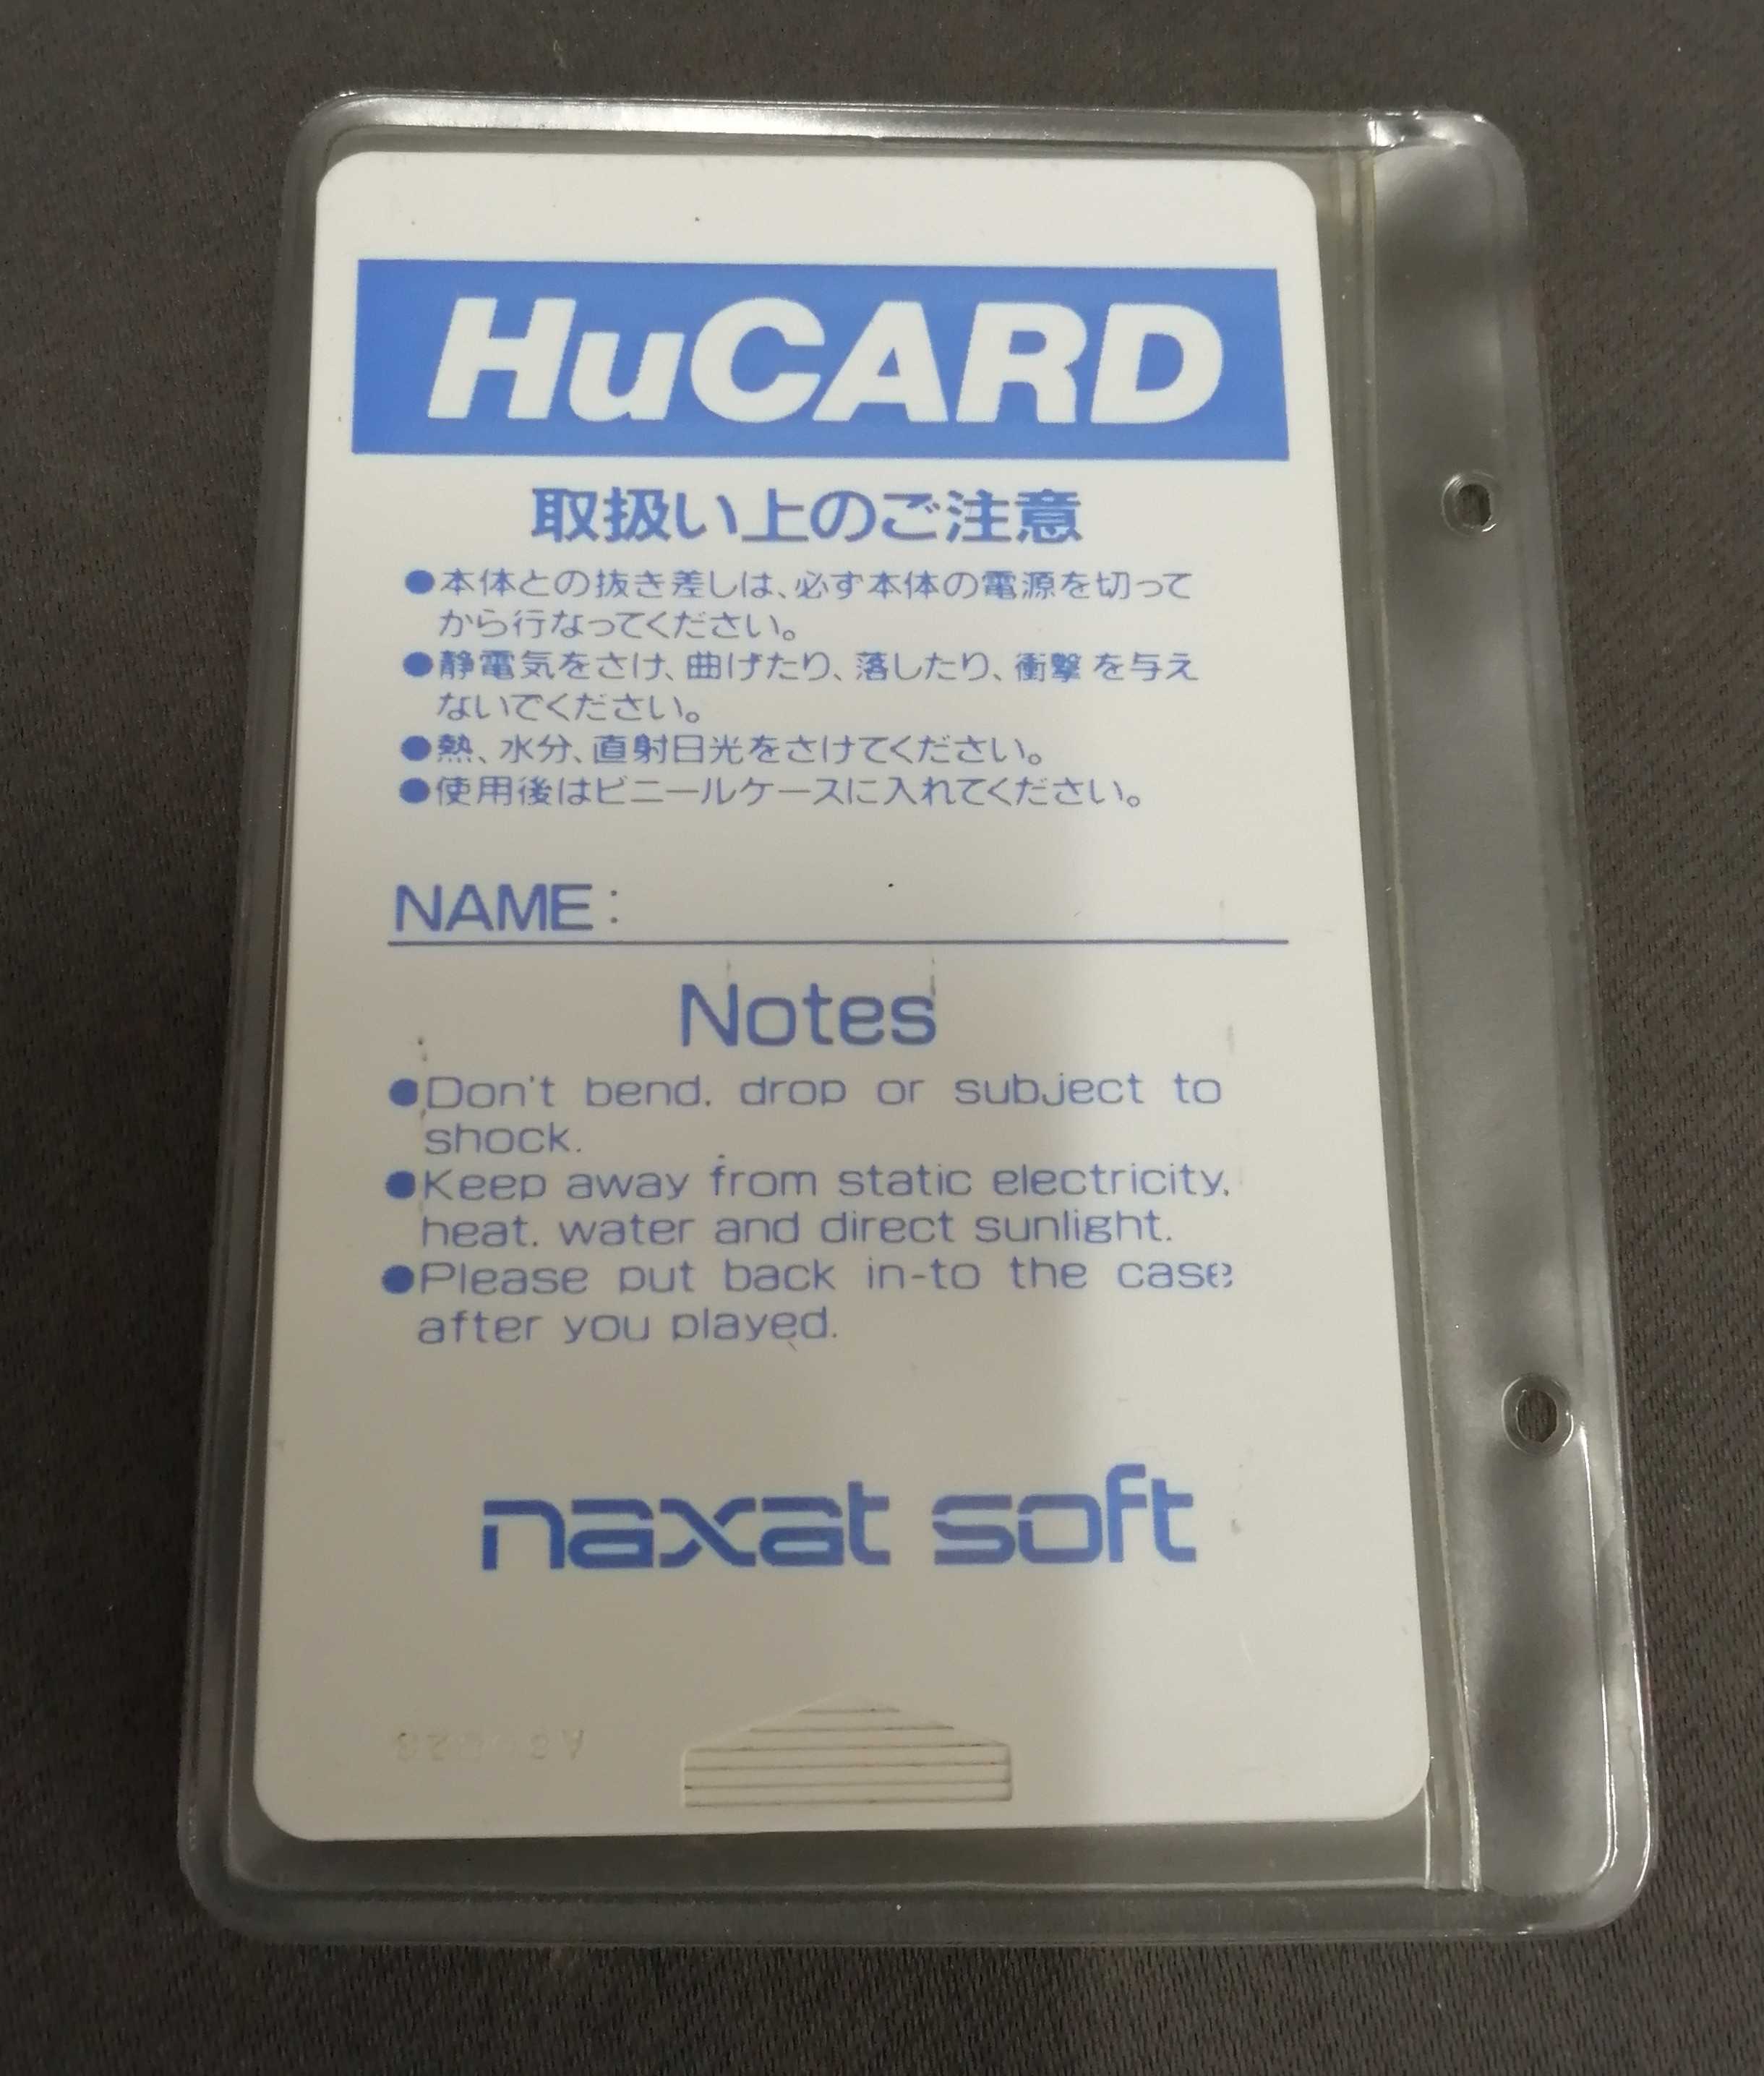 HuCARD
取扱い上のご注意
●本体との抜き差しは、必ず本体の電源を切って
から行なってください。
●静電気をさけ、曲げたり、落したり、衝撃を与え
ないでください。
●熱、水分、直射日光をさけてください。
●使用後はビニールケースに入れてください。
NAME:
Notes
●Don't bend, drop or subject to
shock.
●Keep away from static electricity,
heat, water and direct sunlight.
●Please put back in-to the case
after you played.
naxat soft